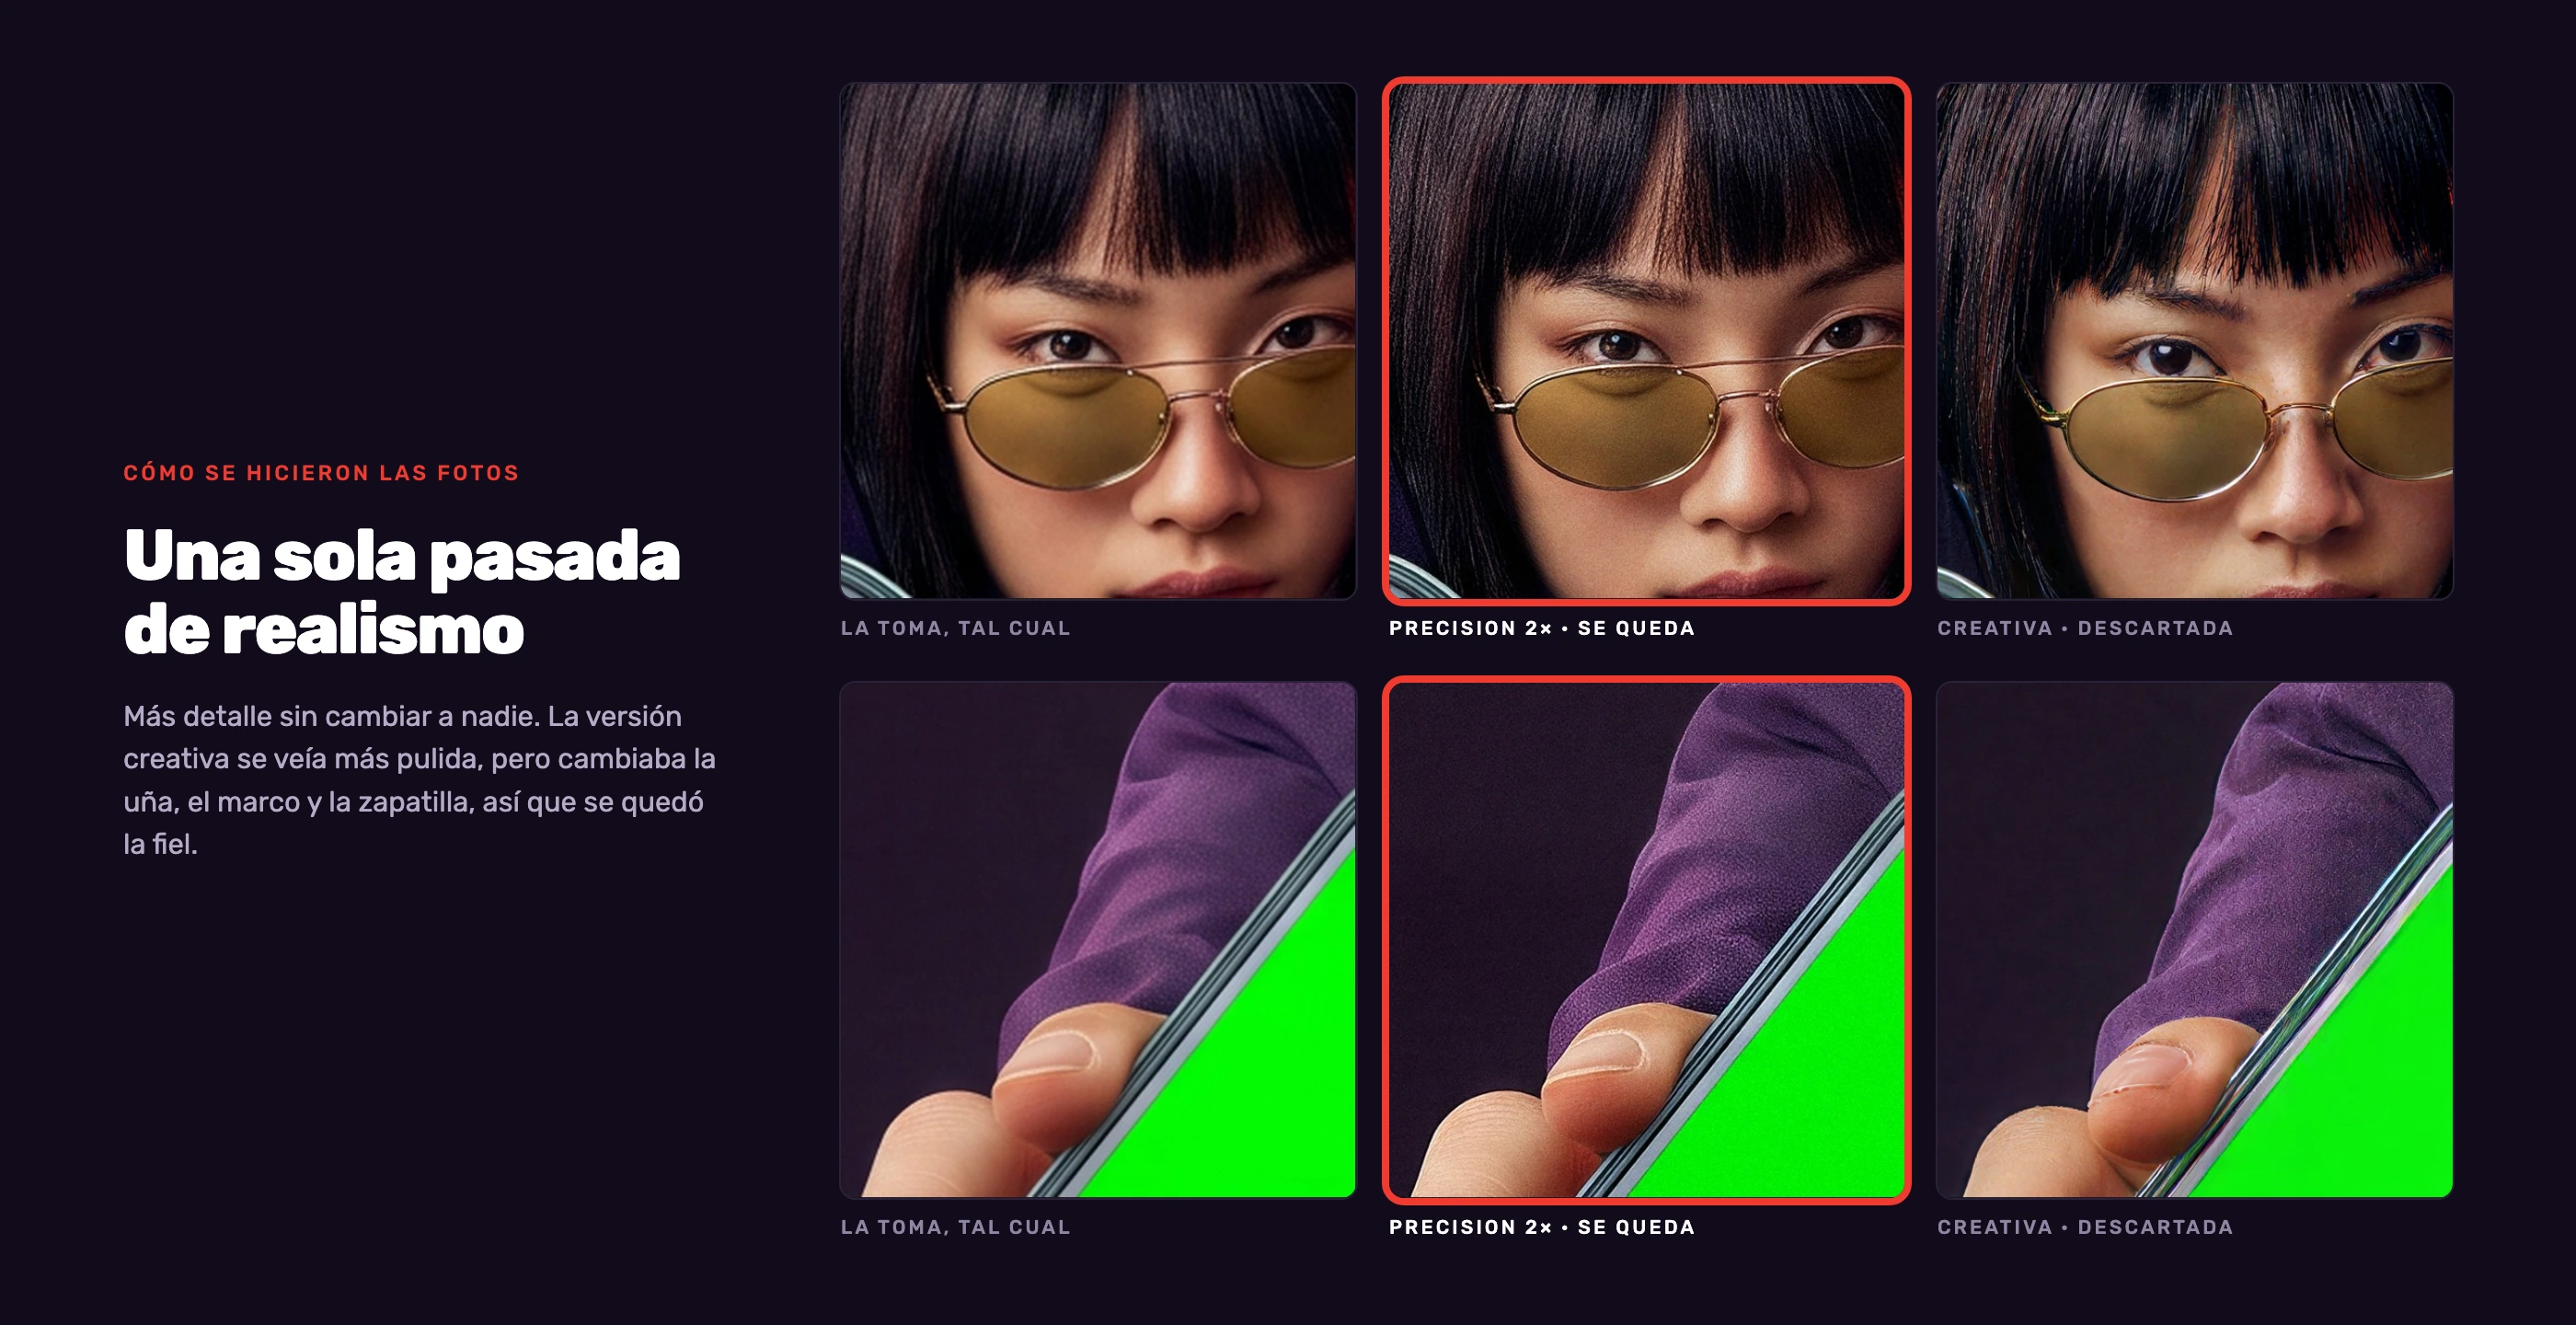 CÓMO SE HICIERON LAS FOTOS
Una sola pasada
de realismo
Más detalle sin cambiar a nadie. La versión
creativa se veía más pulida, pero cambiaba la
uña, el marco y la zapatilla, así que se quedó
la fiel.
LA TOMA, TAL CUAL
PRECISION 2× • SE QUEDA
CREATIVA • DESCARTADA
LA TOMA, TAL CUAL
PRECISION 2× • SE QUEDA
CREATIVA • DESCARTADA